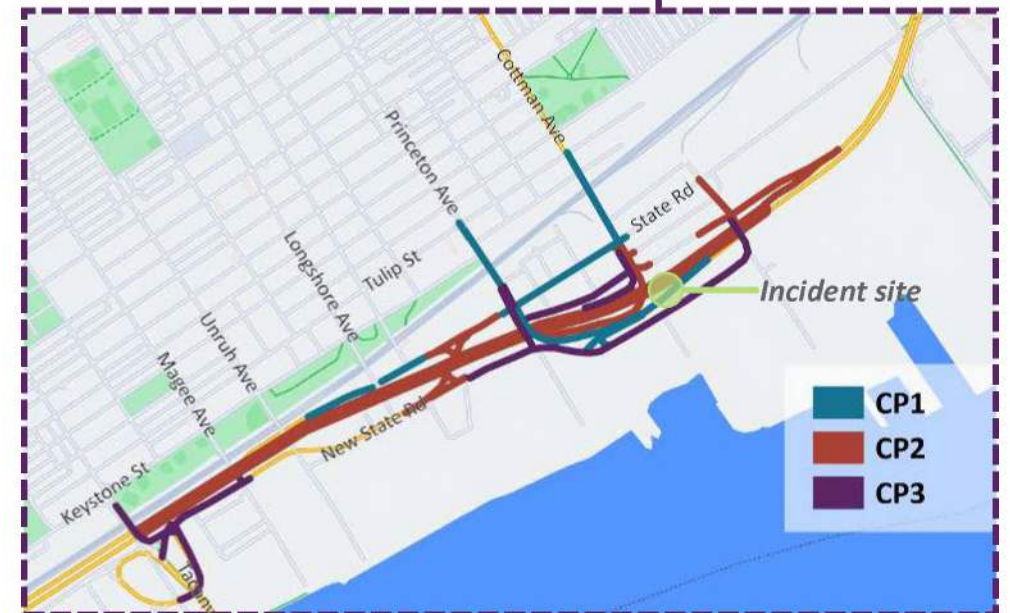 Cottman Ave
Princeton Ave
State Rd
Longshore Ave
Tulip St
Incident site
Unruh Ave
Magee Ave
New State Rd
Keystone St
CP1
CP2
CP3